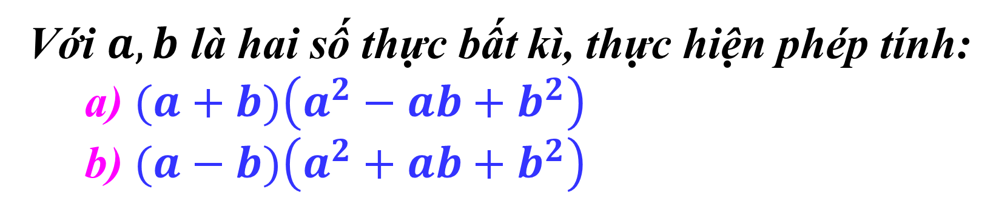 Với a, b là hai số thực bất kì, thực hiện phép tính:
a) (a + b)(a² − ab + b²)
b) (a − b)(a² + ab + b²)